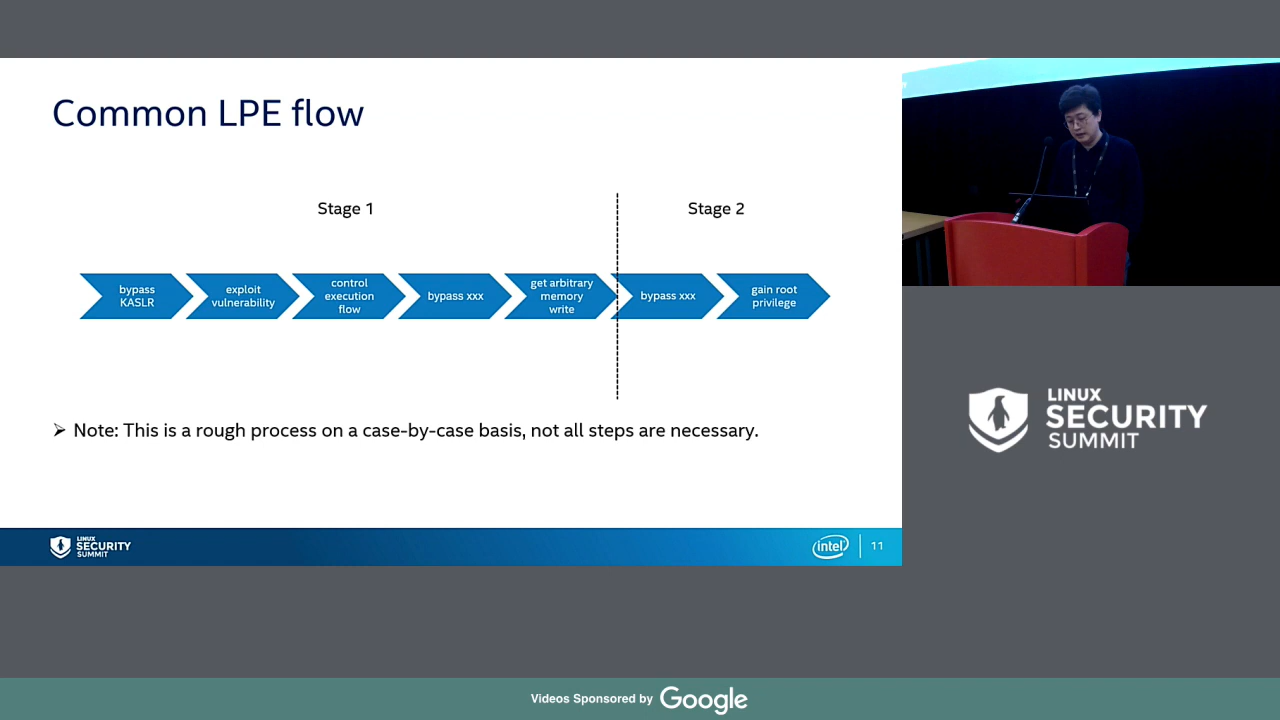 Common LPE flow
Stage 1
Stage 2
bypass
KASLR
exploit
vulnerability
control
execution
flow
bypass xxx
get arbitrary
memory
write
bypass xxx
gain root
privilege
Note: This is a rough process on a case-by-case basis, not all steps are necessary.
LINUX
SECURITY
SUMMIT
intel
11
LINUX
SECURITY
SUMMIT
Videos Sponsored by Google